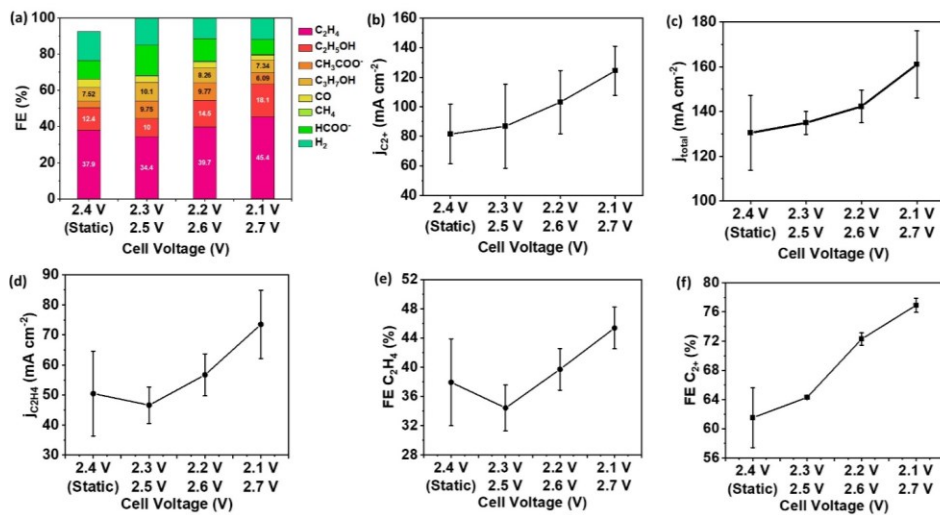 (a)
FE (%)
100
80
60
40
20
0
7.52
12.4
37.9
10.1
9.75
10
34.4
8.26
9.77
14.5
39.7
7.34
6.09
18.1
45.4
2.4 V 2.3 V 2.2 V 2.1 V
(Static) 2.5 V 2.6 V 2.7 V
Cell Voltage (V)
C₂H₄
C₂H₅OH
CH₃COO⁻
C₃H₇OH
CO
CH₄
HCOO⁻
H₂
(b)
j_C2+ (mA cm⁻²)
160
140
120
100
80
60
40
2.4 V 2.3 V 2.2 V 2.1 V
(Static) 2.5 V 2.6 V 2.7 V
Cell Voltage (V)
(c)
j_total (mA cm⁻²)
180
160
140
120
100
2.4 V 2.3 V 2.2 V 2.1 V
(Static) 2.5 V 2.6 V 2.7 V
Cell Voltage (V)
(d)
j_C2H4 (mA cm⁻²)
90
80
70
60
50
40
30
2.4 V 2.3 V 2.2 V 2.1 V
(Static) 2.5 V 2.6 V 2.7 V
Cell Voltage (V)
(e)
FE C₂H₄ (%)
52
48
44
40
36
32
28
2.4 V 2.3 V 2.2 V 2.1 V
(Static) 2.5 V 2.6 V 2.7 V
Cell Voltage (V)
(f)
FE C₂₊ (%)
76
72
68
64
60
56
2.4 V 2.3 V 2.2 V 2.1 V
(Static) 2.5 V 2.6 V 2.7 V
Cell Voltage (V)